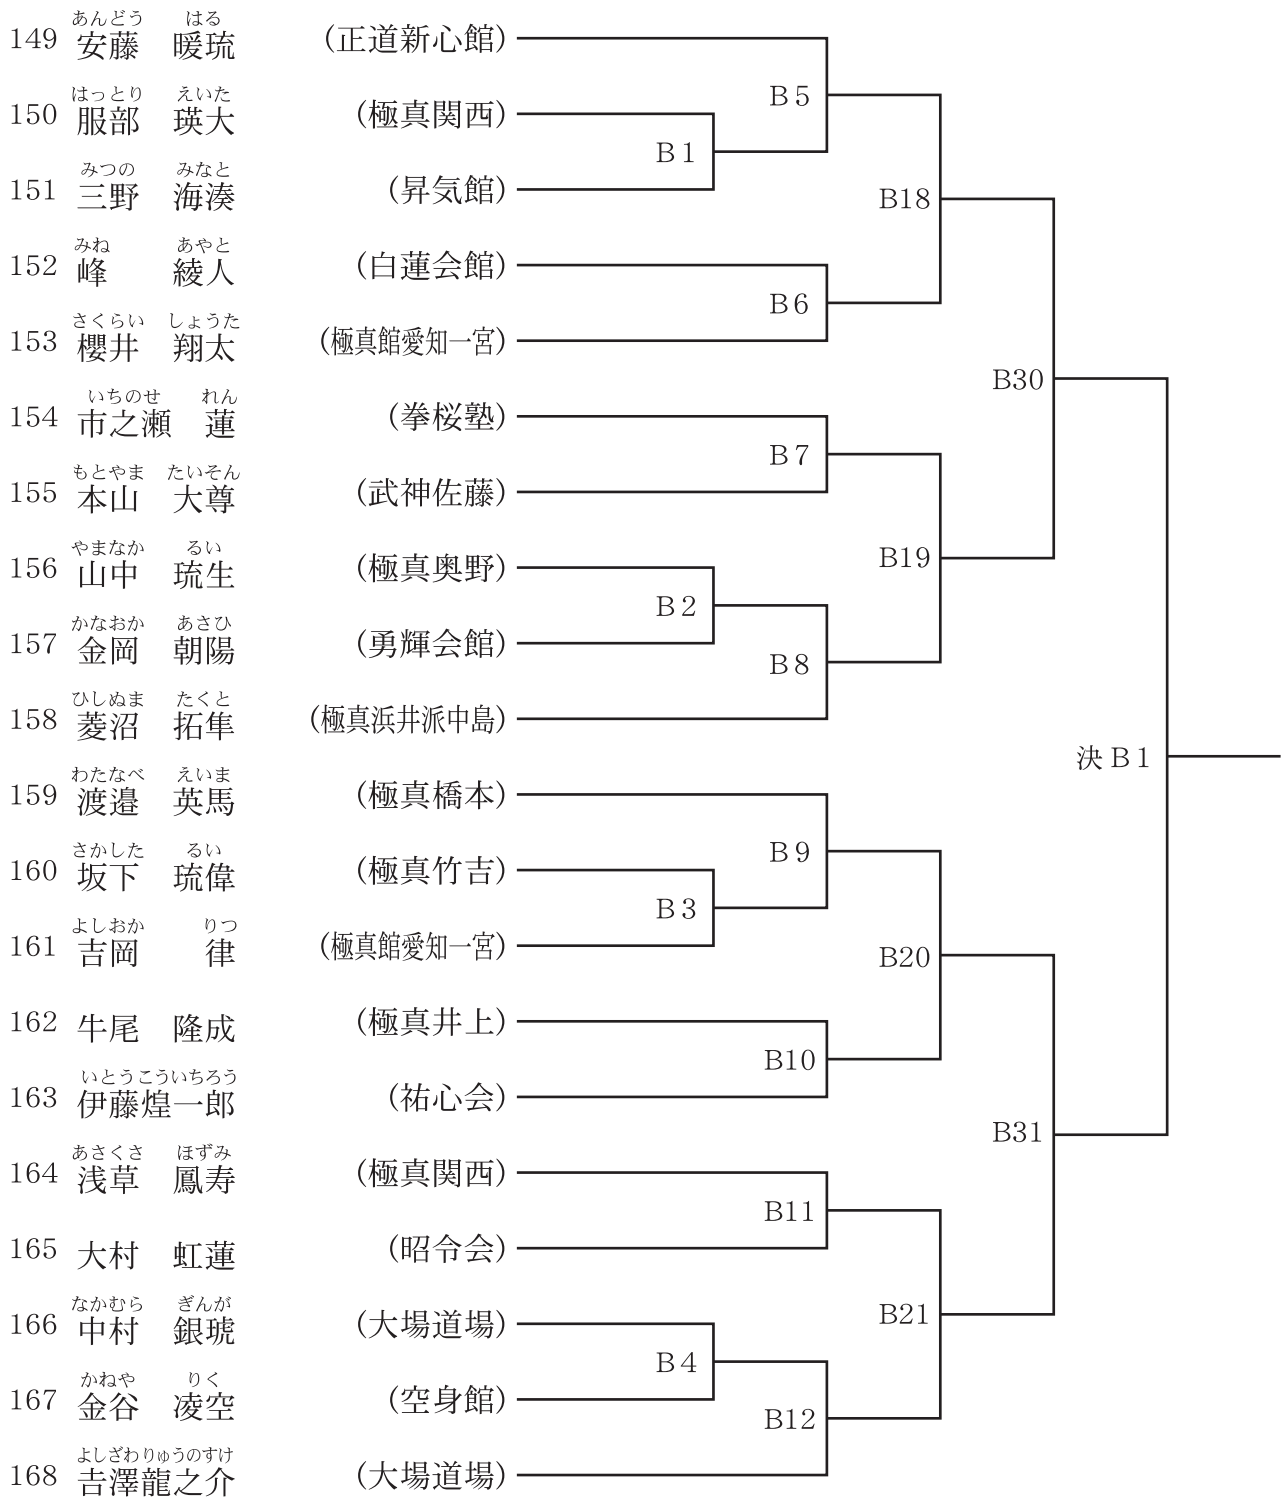 あんどう はる
149 安藤 暖琉 (正道新心館)
B5
はっとり えいた
150 服部 瑛大 (極真関西)
B1
みつの みなと
151 三野 海湊 (昇気館)
B18
みね あやと
152 峰 綾人 (白蓮会館)
B6
さくらい しょうた
153 櫻井 翔太 (極真館愛知一宮)
B30
いちのせ れん
154 市之瀬 蓮 (拳桜塾)
B7
もとやま たいそん
155 本山 大尊 (武神佐藤)
B19
やまなか るい
156 山中 琉生 (極真奥野)
B2
かなおか あさひ
157 金岡 朝陽 (勇輝会館)
B8
ひしぬま たくと
158 菱沼 拓隼 (極真浜井派中島)
決B1
わたなべ えいま
159 渡邉 英馬 (極真橋本)
B9
さかした るい
160 坂下 琉偉 (極真竹吉)
B3
よしおか りつ
161 吉岡 律 (極真館愛知一宮)
B20
162 牛尾 隆成 (極真井上)
B10
いとうこういちろう
163 伊藤煌一郎 (祐心会)
B31
あさくさ ほずみ
164 浅草 鳳寿 (極真関西)
B11
165 大村 虹蓮 (昭令会)
B21
なかむら ぎんが
166 中村 銀琥 (大場道場)
B4
かねや りく
167 金谷 凌空 (空身館)
B12
よしざわりゅうのすけ
168 𠮷澤龍之介 (大場道場)